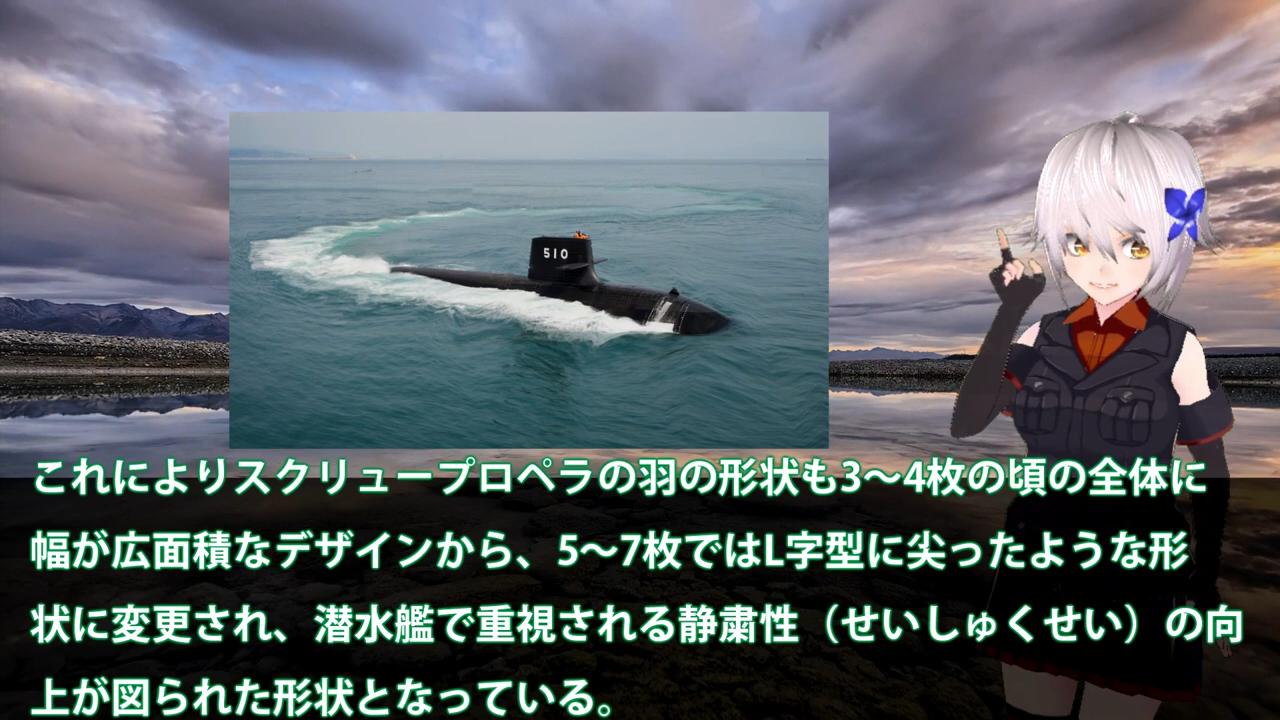 510
これによりスクリュープロペラの羽の形状も3～4枚の頃の全体に
幅が広面積なデザインから、5～7枚ではL字型に尖ったような形
状に変更され、潜水艦で重視される静粛性（せいしゅくせい）の向
上が図られた形状となっている。